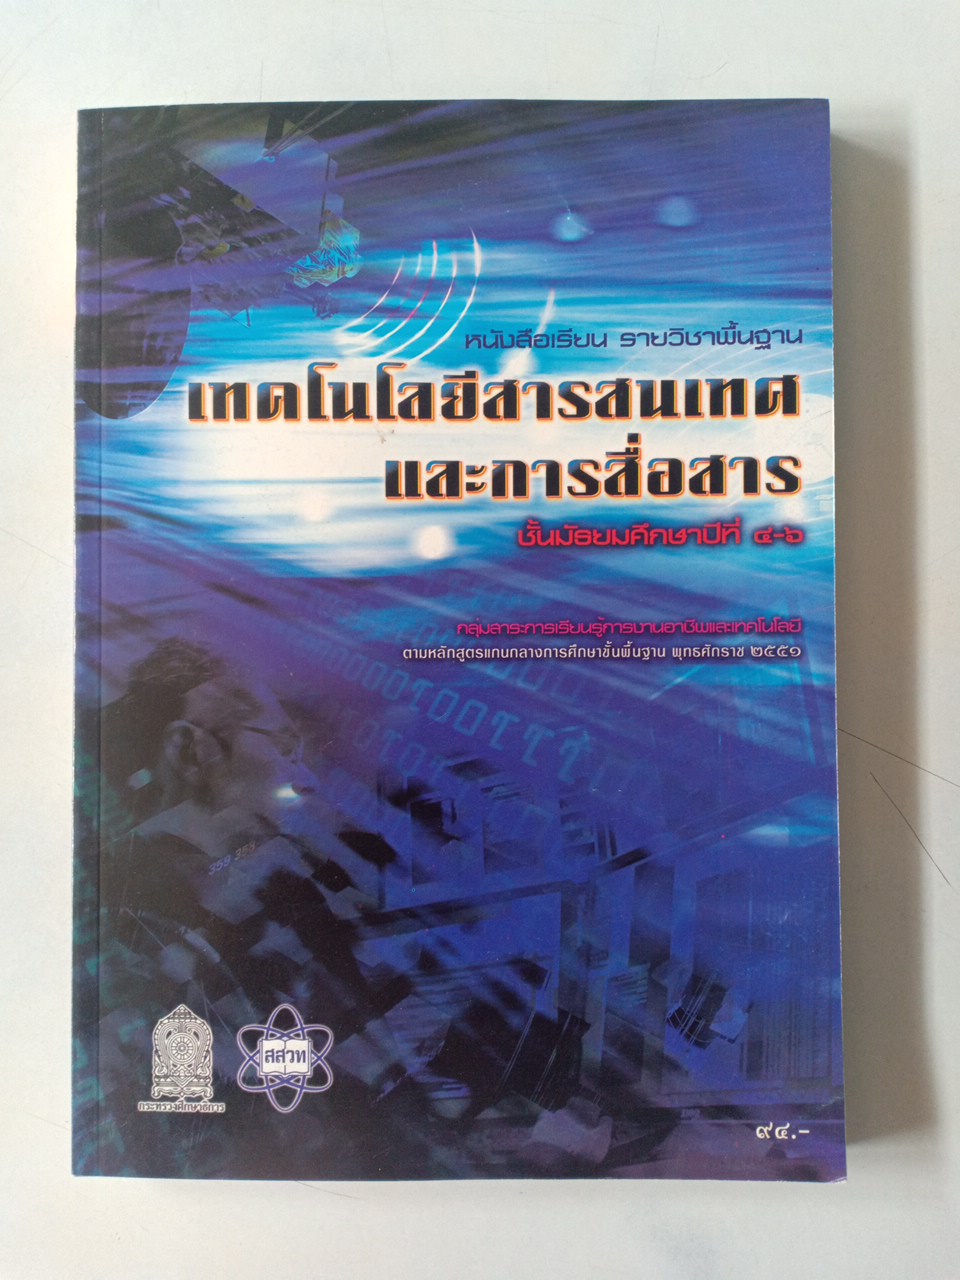 หนังสือเรียน รายวิชาพื้นฐาน
เทคโนโลยีสารสนเทศ
และการสื่อสาร
ชั้นมัธยมศึกษาปีที่ ๔-๖
กลุ่มสาระการเรียนรู้การงานอาชีพและเทคโนโลยี
ตามหลักสูตรแกนกลางการศึกษาขั้นพื้นฐาน พุทธศักราช ๒๕๕๑
359 359
สสวท
กระทรวงศึกษาธิการ
๙๔.-